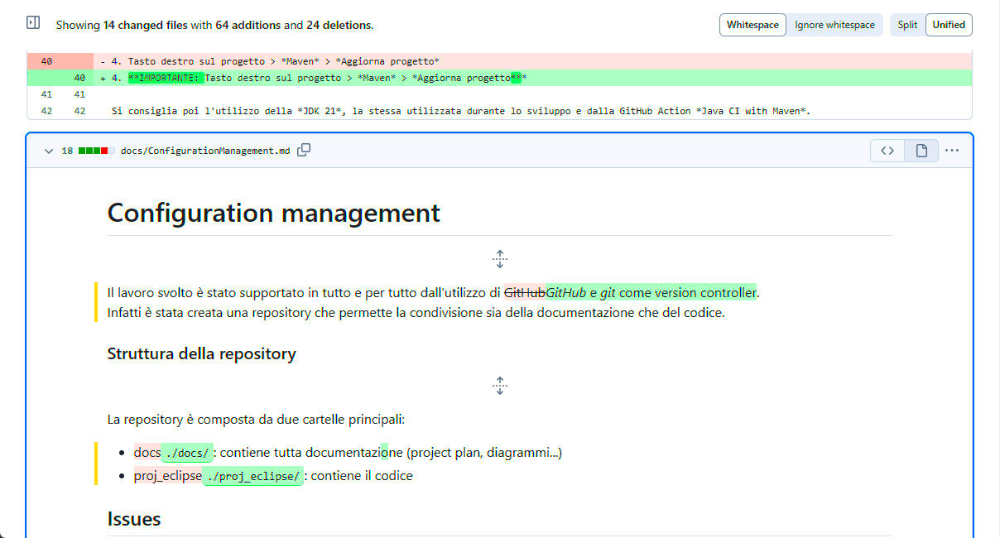 Showing 14 changed files with 64 additions and 24 deletions.
Whitespace Ignore whitespace Split Unified
40 - 4. Tasto destro sul progetto > *Maven* > *Aggiorna progetto*
40 + 4. **IMPORTANTE: Tasto destro sul progetto > *Maven* > *Aggiorna progetto***
41 41
42 42 Si consiglia poi l'utilizzo della *JDK 21*, la stessa utilizzata durante lo sviluppo e dalla GitHub Action *Java CI with Maven*.
18 docs/ConfigurationManagement.md
Configuration management
Il lavoro svolto è stato supportato in tutto e per tutto dall'utilizzo di GitHubGitHub e git come version controller.
Infatti è stata creata una repository che permette la condivisione sia della documentazione che del codice.
Struttura della repository
La repository è composta da due cartelle principali:
• docs ./docs/ : contiene tutta documentazione (project plan, diagrammi...)
• proj_eclipse ./proj_eclipse/ : contiene il codice
Issues